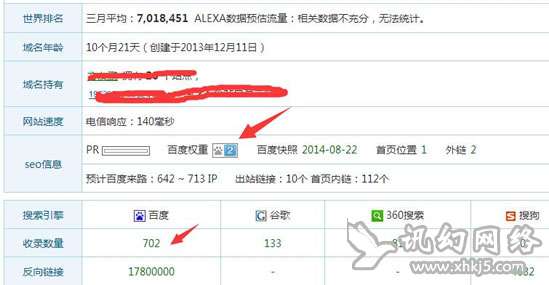 世界排名 三月平均：7,018,451 ALEXA数据预估流量：相关数据不充分，无法统计。
域名年龄 10个月21天（创建于2013年12月11日）
域名持有
网站速度 电信响应：140毫秒
seo信息 PR 百度权重 2 百度快照 2014-08-22 首页位置 1 外链 2
预计百度来路：642 ~ 713 IP 出站链接：10个 首页内链：112个
搜索引擎 百度 谷歌 360搜索 搜狗
收录数量 702 133 81 0
反向链接 17800000 - -
讯幻网络
www.xhkj5.com